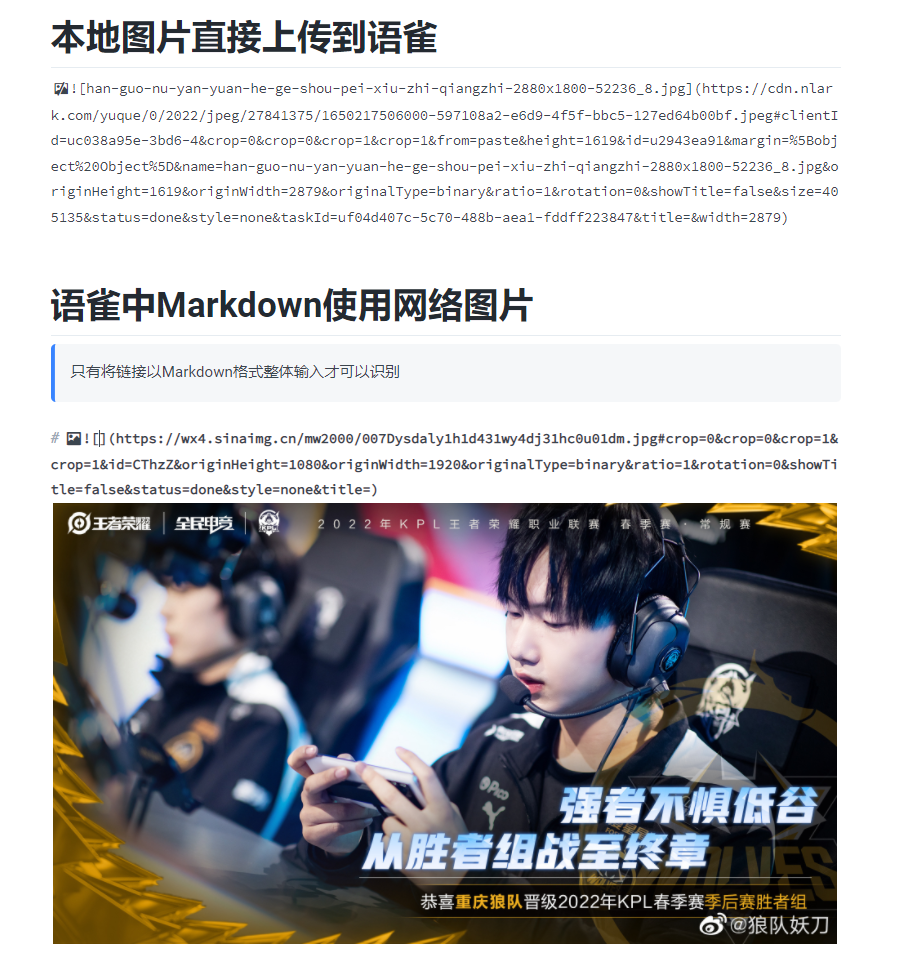 本地图片直接上传到语雀
![han-guo-nu-yan-yuan-he-ge-shou-pei-xiu-zhi-qiangzhi-2880x1800-52236_8.jpg](https://cdn.nlar
k.com/yuque/0/2022/jpeg/27841375/1650217506000-597108a2-e6d9-4f5f-bbc5-127ed64b00bf.jpeg#clientI
d=uc038a95e-3bd6-4&crop=0&crop=0&crop=1&crop=1&from=paste&height=1619&id=u2943ea91&margin=%5Bobj
ect%20Object%5D&name=han-guo-nu-yan-yuan-he-ge-shou-pei-xiu-zhi-qiangzhi-2880x1800-52236_8.jpg&o
riginHeight=1619&originWidth=2879&originalType=binary&ratio=1&rotation=0&showTitle=false&size=40
5135&status=done&style=none&taskId=uf04d407c-5c70-488b-aea1-fddff223847&title=&width=2879)
语雀中Markdown使用网络图片
只有将链接以Markdown格式整体输入才可以识别
# ![](https://wx4.sinaimg.cn/mw2000/007Dysdaly1h1d431wy4dj31hc0u01dm.jpg#crop=0&crop=0&crop=1&
crop=1&id=CThzZ&originHeight=1080&originWidth=1920&originalType=binary&ratio=1&rotation=0&showTi
tle=false&status=done&style=none&title=)
王者荣耀 全民电竞 KPL 2022年KPL王者荣耀职业联赛 春季赛·常规赛
Pico
强者不惧低谷
从胜者组战至终章
WOLVES
恭喜重庆狼队晋级2022年KPL春季赛季后赛胜者组
@狼队妖刀